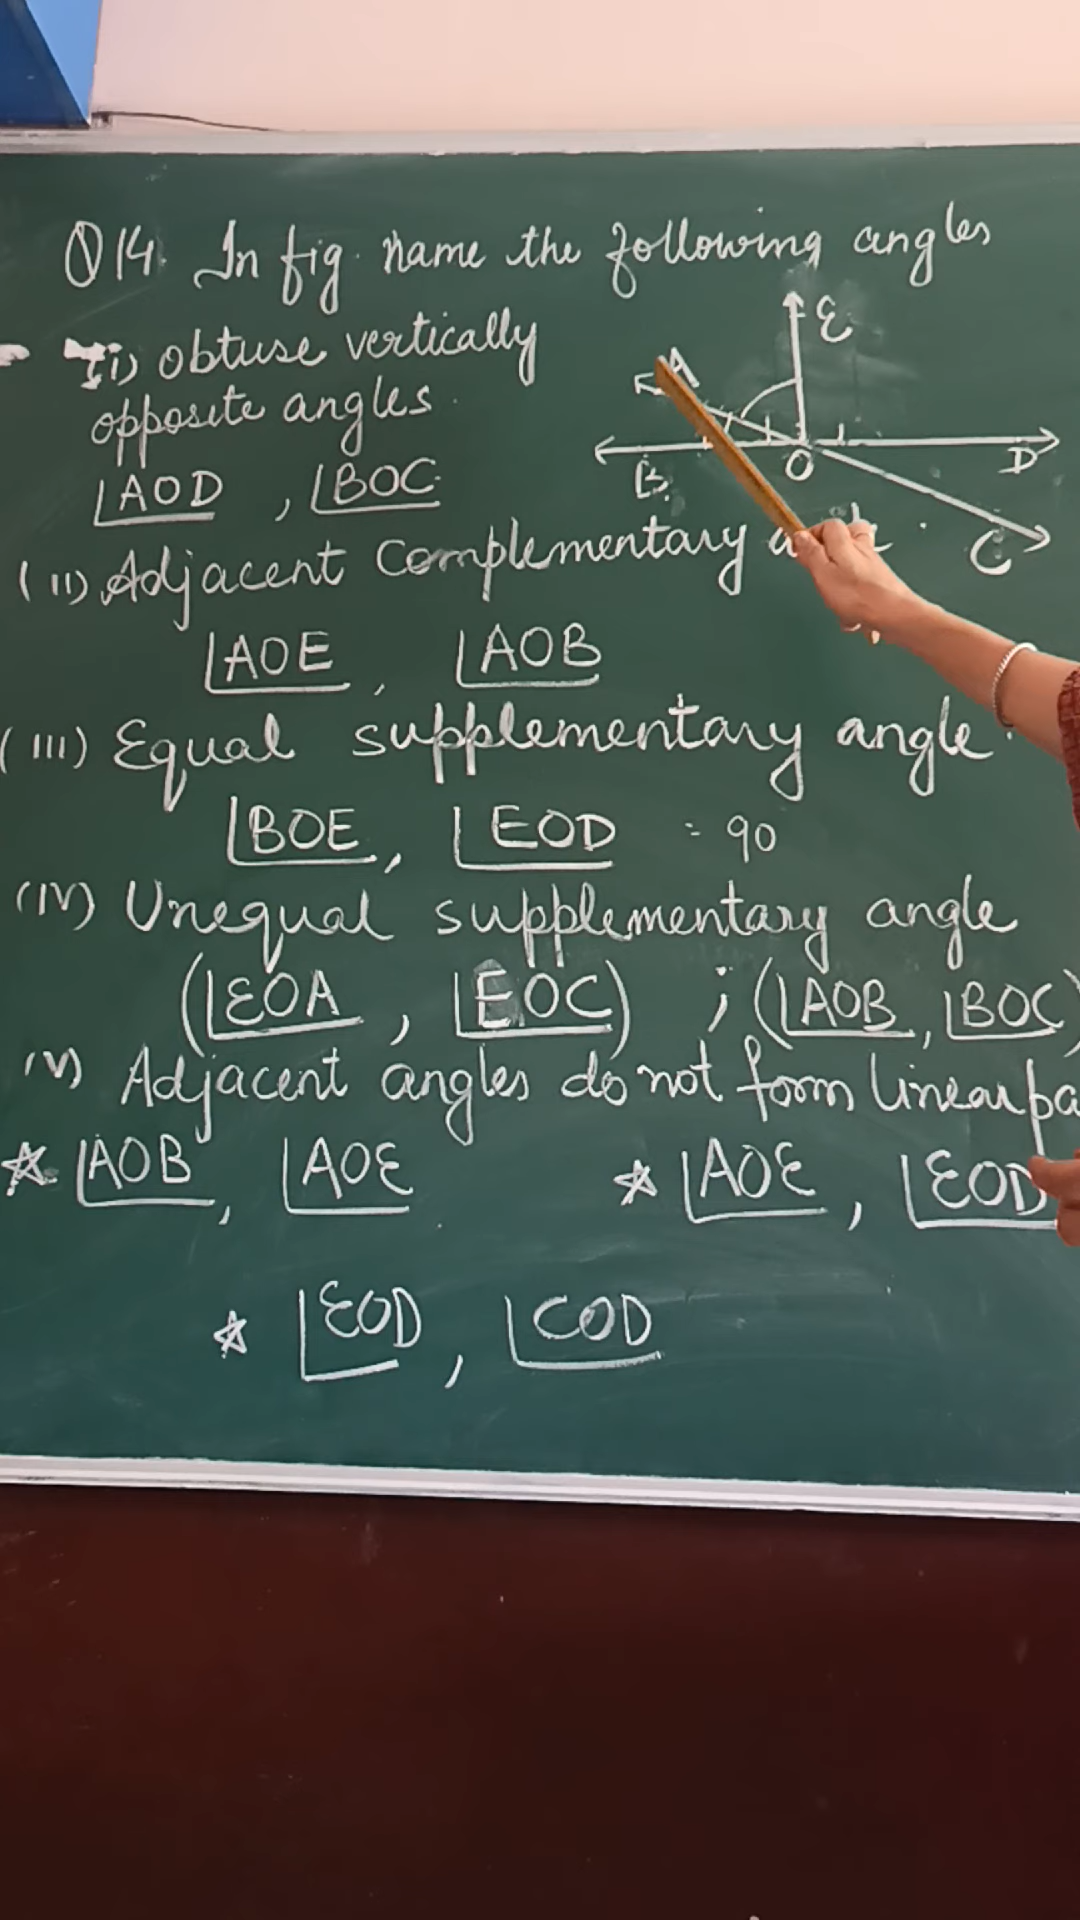 Q14. In fig. name the following angles
(i) obtuse vertically
opposite angles.
∠AOD, ∠BOC
(II) Adjacent Complementary
∠AOE, ∠AOB
(III) Equal supplementary angle
∠BOE, ∠EOD = 90
(IV) Unequal supplementary angle
(∠EOA, ∠EOC) ; (∠AOB, ∠BOC)
(V) Adjacent angles do not form linear pa
☆ ∠AOB, ∠AOE ☆ ∠AOE, ∠EOD
☆ ∠EOD, ∠COD
E
A
B
O
D
C